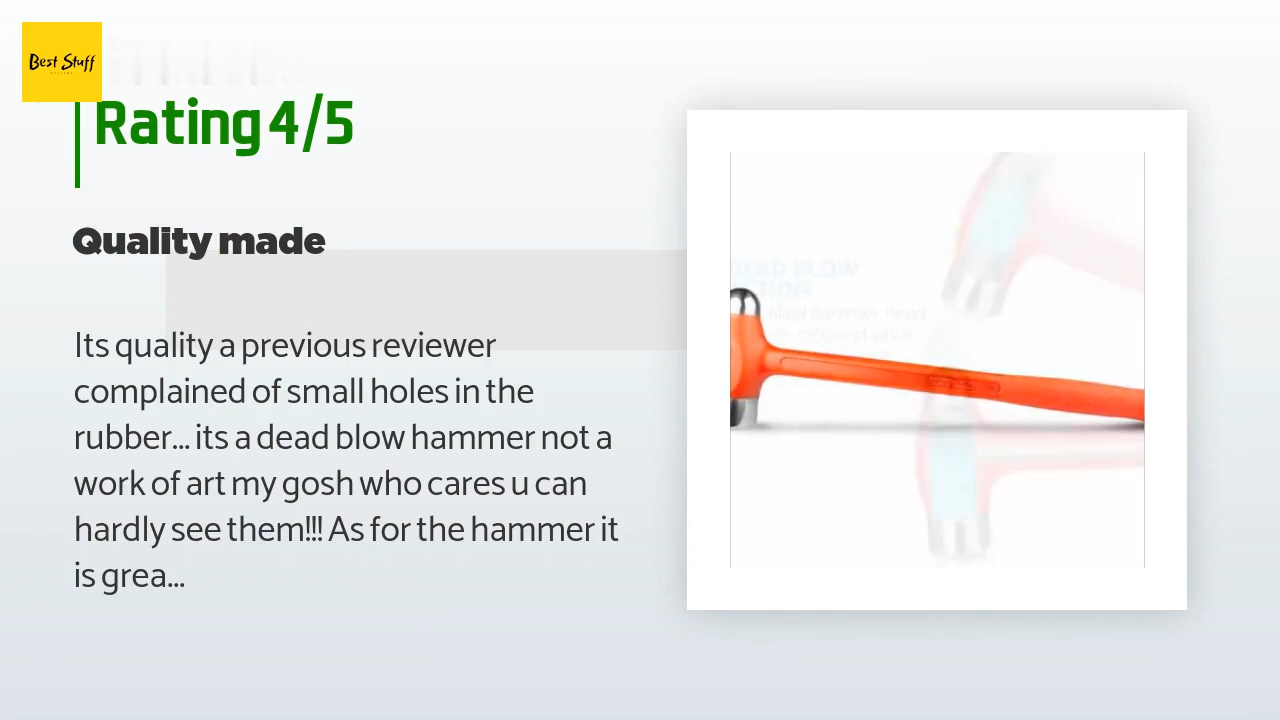 Best Stuff
Rating 4/5
Quality made
Its quality a previous reviewer
complained of small holes in the
rubber... its a dead blow hammer not a
work of art my gosh who cares u can
hardly see them!!! As for the hammer it
is grea...
DEAD BLOW